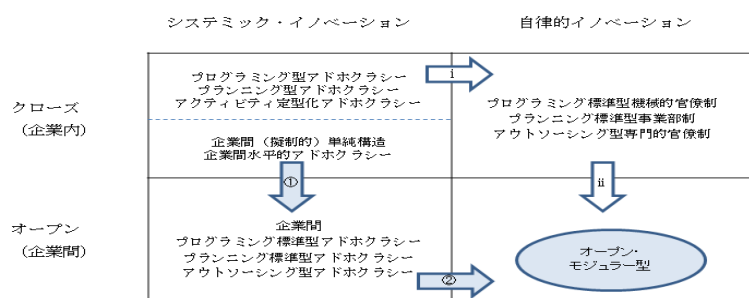 システミック・イノベーション
自律的イノベーション
クローズ
(企業内)
プログラミング型アドホクラシー
プランニング型アドホクラシー
アクティビティ定型化アドホクラシー
i
プログラミング標準型機械的官僚制
プランニング標準型事業部制
アウトソーシング型専門的官僚制
企業間(擬制的)単純構造
企業間水平的アドホクラシー
①
ii
オープン
(企業間)
企業間
プログラミング標準型アドホクラシー
プランニング標準型アドホクラシー
アウトソーシング型アドホクラシー
②
オープン・
モジュラー型